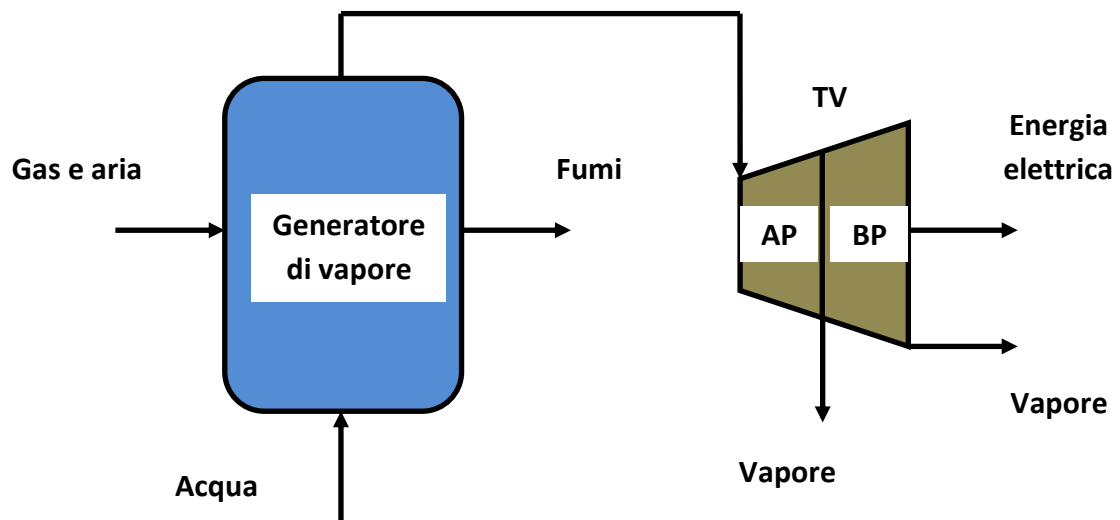 TV
Energia
elettrica
Gas e aria
Fumi
Generatore
di vapore
AP
BP
Vapore
Vapore
Acqua